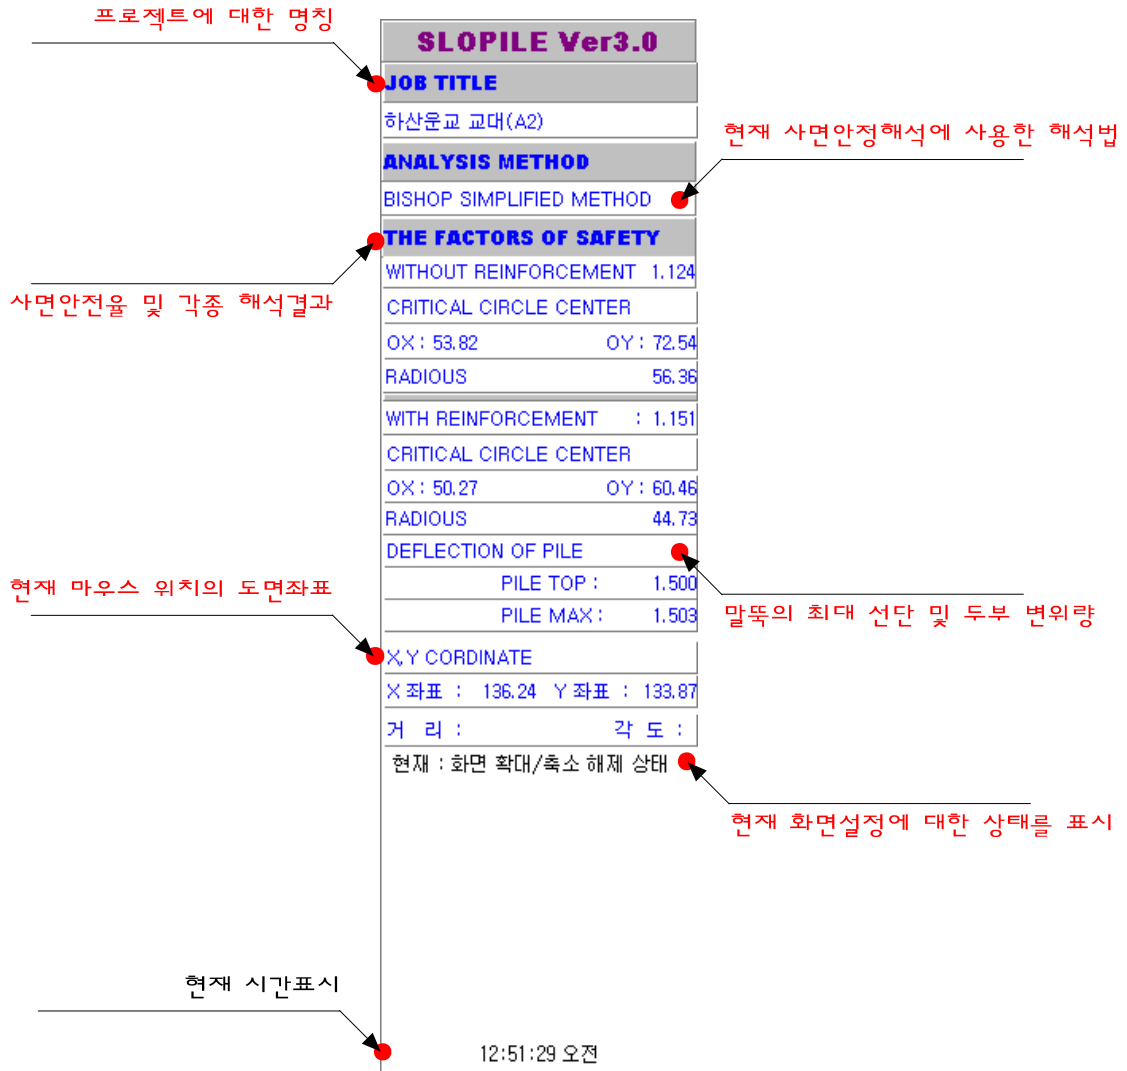 프로젝트에 대한 명칭
SLOPILE Ver3.0
JOB TITLE
하산운교 교대(A2)
현재 사면안정해석에 사용한 해석법
ANALYSIS METHOD
BISHOP SIMPLIFIED METHOD
THE FACTORS OF SAFETY
WITHOUT REINFORCEMENT 1.124
사면안전율 및 각종 해석결과
CRITICAL CIRCLE CENTER
OX : 53.82 OY : 72.54
RADIOUS 56.36
WITH REINFORCEMENT : 1.151
CRITICAL CIRCLE CENTER
OX : 50.27 OY : 60.46
RADIOUS 44.73
DEFLECTION OF PILE
현재 마우스 위치의 도면좌표
PILE TOP : 1.500
PILE MAX : 1.503
말뚝의 최대 선단 및 두부 변위량
X,Y CORDINATE
X 좌표 : 136.24 Y 좌표 : 133.87
거 리 : 각 도 :
현재 : 화면 확대/축소 해제 상태
현재 화면설정에 대한 상태를 표시
현재 시간표시
12:51:29 오전